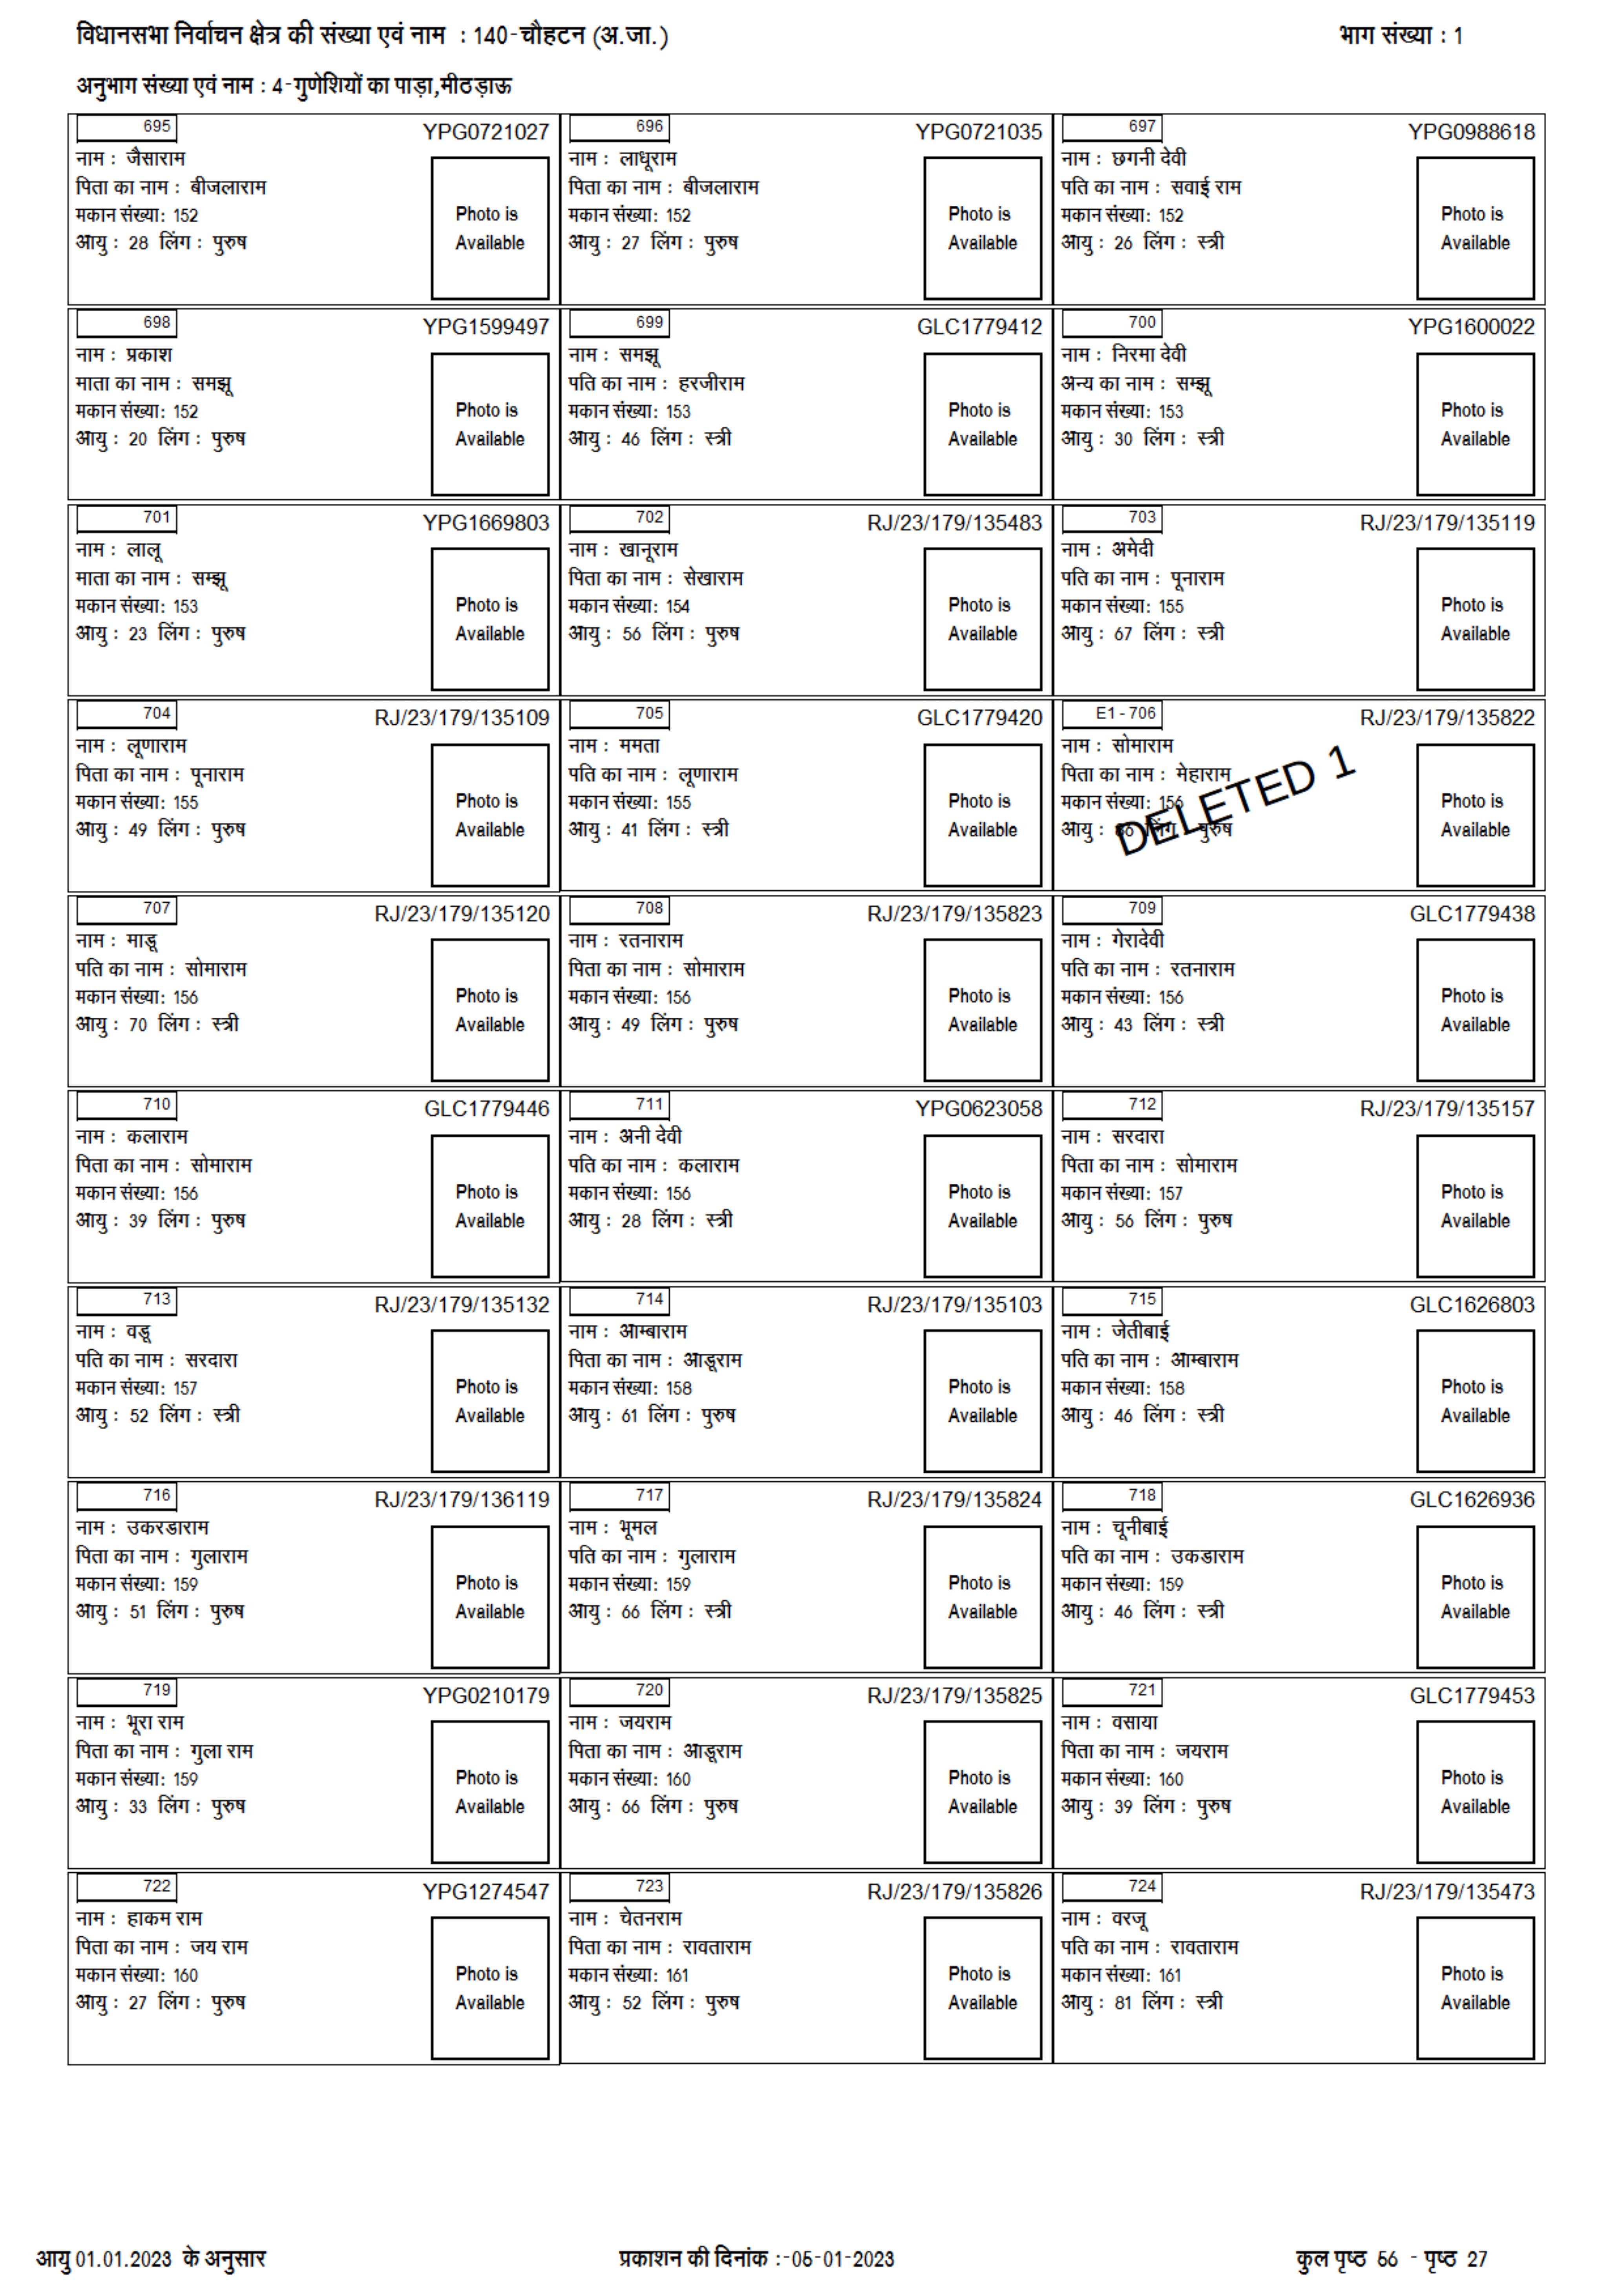 विधानसभा निर्वाचन क्षेत्र की संख्या एवं नाम : 140-चौहटन (अ.जा.)
भाग संख्या : 1
अनुभाग संख्या एवं नाम : 4-गुणेशियों का पाड़ा,मीठड़ाऊ
695 YPG0721027
नाम : जैसाराम
पिता का नाम : बीजलाराम
मकान संख्या: 152
आयु : 28 लिंग : पुरुष
Photo is
Available
696 YPG0721035
नाम : लाधूराम
पिता का नाम : बीजलाराम
मकान संख्या: 152
आयु : 27 लिंग : पुरुष
Photo is
Available
697 YPG0988618
नाम : छगनी देवी
पति का नाम : सवाई राम
मकान संख्या: 152
आयु : 26 लिंग : स्त्री
Photo is
Available
698 YPG1599497
नाम : प्रकाश
माता का नाम : समझू
मकान संख्या: 152
आयु : 20 लिंग : पुरुष
Photo is
Available
699 GLC1779412
नाम : समझू
पति का नाम : हरजीराम
मकान संख्या: 153
आयु : 46 लिंग : स्त्री
Photo is
Available
700 YPG1600022
नाम : निरमा देवी
अन्य का नाम : सम्झू
मकान संख्या: 153
आयु : 30 लिंग : स्त्री
Photo is
Available
701 YPG1669803
नाम : लालू
माता का नाम : सम्झू
मकान संख्या: 153
आयु : 23 लिंग : पुरुष
Photo is
Available
702 RJ/23/179/135483
नाम : खानूराम
पिता का नाम : सेखाराम
मकान संख्या: 154
आयु : 56 लिंग : पुरुष
Photo is
Available
703 RJ/23/179/135119
नाम : अमेदी
पति का नाम : पूनाराम
मकान संख्या: 155
आयु : 67 लिंग : स्त्री
Photo is
Available
704 RJ/23/179/135109
नाम : लूणाराम
पिता का नाम : पूनाराम
मकान संख्या: 155
आयु : 49 लिंग : पुरुष
Photo is
Available
705 GLC1779420
नाम : ममता
पति का नाम : लूणाराम
मकान संख्या: 155
आयु : 41 लिंग : स्त्री
Photo is
Available
E1-706 RJ/23/179/135822
नाम : सोमाराम
पिता का नाम : मेहाराम
मकान संख्या: 156
आयु : लिंग : पुरुष
DELETED 1
Photo is
Available
707 RJ/23/179/135120
नाम : माडू
पति का नाम : सोमाराम
मकान संख्या: 156
आयु : 70 लिंग : स्त्री
Photo is
Available
708 RJ/23/179/135823
नाम : रतनाराम
पिता का नाम : सोमाराम
मकान संख्या: 156
आयु : 49 लिंग : पुरुष
Photo is
Available
709 GLC1779438
नाम : गेरादेवी
पति का नाम : रतनाराम
मकान संख्या: 156
आयु : 43 लिंग : स्त्री
Photo is
Available
710 GLC1779446
नाम : कलाराम
पिता का नाम : सोमाराम
मकान संख्या: 156
आयु : 39 लिंग : पुरुष
Photo is
Available
711 YPG0623058
नाम : अनी देवी
पति का नाम : कलाराम
मकान संख्या: 156
आयु : 28 लिंग : स्त्री
Photo is
Available
712 RJ/23/179/135157
नाम : सरदारा
पिता का नाम : सोमाराम
मकान संख्या: 157
आयु : 56 लिंग : पुरुष
Photo is
Available
713 RJ/23/179/135132
नाम : वडू
पति का नाम : सरदारा
मकान संख्या: 157
आयु : 52 लिंग : स्त्री
Photo is
Available
714 RJ/23/179/135103
नाम : आम्बाराम
पिता का नाम : आडूराम
मकान संख्या: 158
आयु : 61 लिंग : पुरुष
Photo is
Available
715 GLC1626803
नाम : जेतीबाई
पति का नाम : आम्बाराम
मकान संख्या: 158
आयु : 46 लिंग : स्त्री
Photo is
Available
716 RJ/23/179/136119
नाम : उकरडाराम
पिता का नाम : गुलाराम
मकान संख्या: 159
आयु : 51 लिंग : पुरुष
Photo is
Available
717 RJ/23/179/135824
नाम : भूमल
पति का नाम : गुलाराम
मकान संख्या: 159
आयु : 66 लिंग : स्त्री
Photo is
Available
718 GLC1626936
नाम : चूनीबाई
पति का नाम : उकडाराम
मकान संख्या: 159
आयु : 46 लिंग : स्त्री
Photo is
Available
719 YPG0210179
नाम : भूरा राम
पिता का नाम : गुला राम
मकान संख्या: 159
आयु : 33 लिंग : पुरुष
Photo is
Available
720 RJ/23/179/135825
नाम : जयराम
पिता का नाम : आडूराम
मकान संख्या: 160
आयु : 66 लिंग : पुरुष
Photo is
Available
721 GLC1779453
नाम : वसाया
पिता का नाम : जयराम
मकान संख्या: 160
आयु : 39 लिंग : पुरुष
Photo is
Available
722 YPG1274547
नाम : हाकम राम
पिता का नाम : जय राम
मकान संख्या: 160
आयु : 27 लिंग : पुरुष
Photo is
Available
723 RJ/23/179/135826
नाम : चेतनराम
पिता का नाम : रावताराम
मकान संख्या: 161
आयु : 52 लिंग : पुरुष
Photo is
Available
724 RJ/23/179/135473
नाम : वरजू
पति का नाम : रावताराम
मकान संख्या: 161
आयु : 81 लिंग : स्त्री
Photo is
Available
आयु 01.01.2023 के अनुसार
प्रकाशन की दिनांक :-05-01-2023
कुल पृष्ठ 56 - पृष्ठ 27